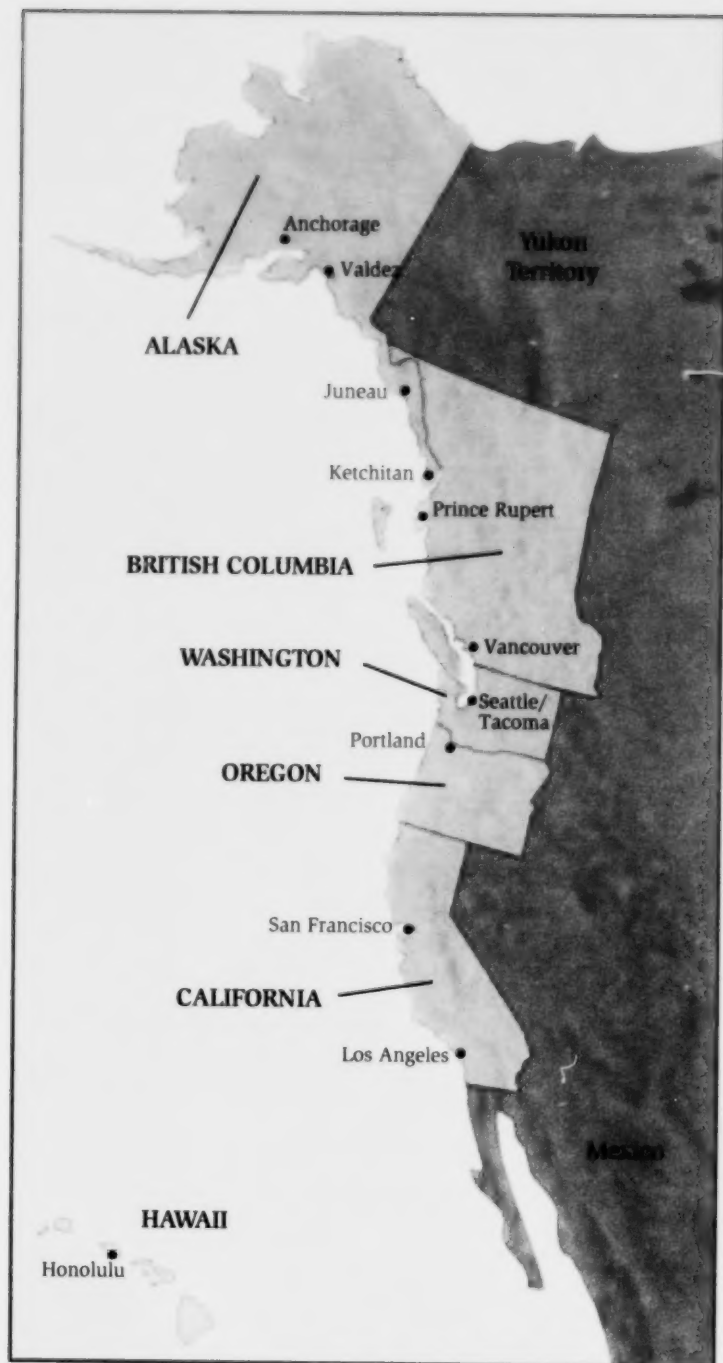 Anchorage
Yukon
Territory
Valdez
ALASKA
Juneau
Ketchitan
Prince Rupert
BRITISH COLUMBIA
Vancouver
WASHINGTON
Seattle/
Tacoma
Portland
OREGON
San Francisco
CALIFORNIA
Los Angeles
Mexico
HAWAII
Honolulu